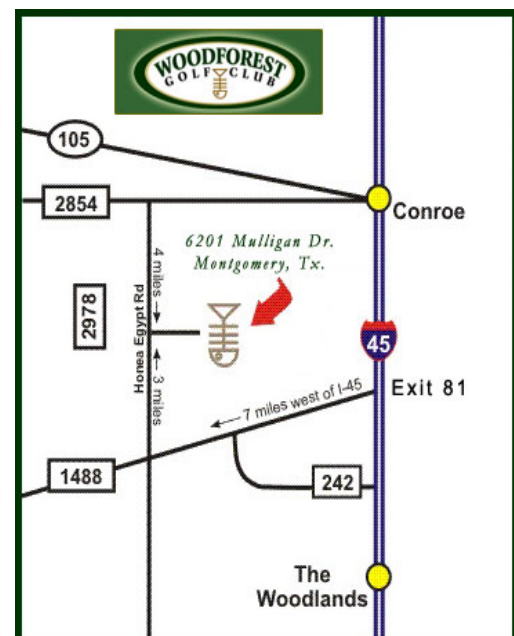 WOODFOREST
GOLF CLUB
105
2854
Conroe
6201 Mulligan Dr.
Montgomery, Tx.
4 miles
2978
Honea Egypt Rd
45
3 miles
Exit 81
7 miles west of I-45
1488
242
The
Woodlands